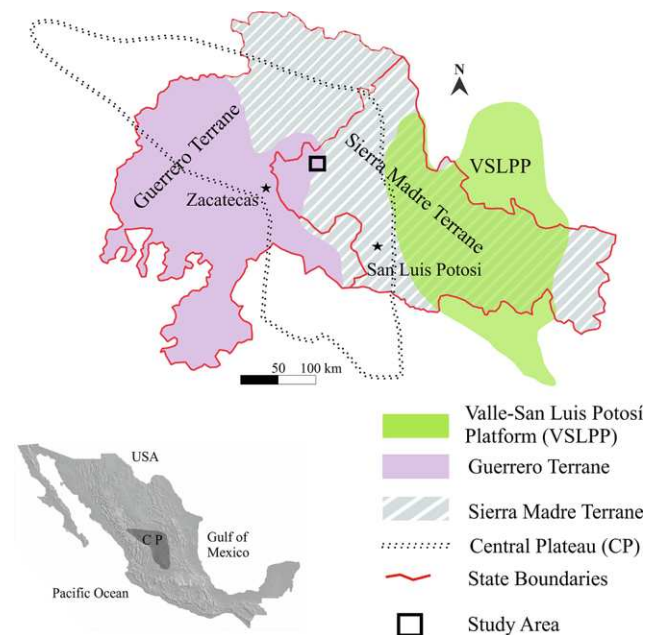 N
Guerrero Terrane
Sierra Madre Terrane
VSLPP
Zacatecas
San Luis Potosi
50 100 km
Valle-San Luis Potosí
Platform (VSLPP)
Guerrero Terrane
Sierra Madre Terrane
Central Plateau (CP)
State Boundaries
Study Area
USA
C P
Gulf of
Mexico
Pacific Ocean